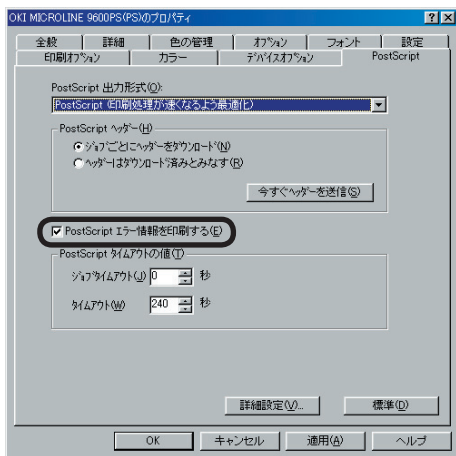 OKI MICROLINE 9600PS(PS)のプロパティ
全般 詳細 色の管理 オプション フォント 設定
印刷オプション カラー デバイスオプション PostScript
PostScript 出力形式(O):
PostScript (印刷処理が速くなるよう最適化)
PostScript ヘッダー(H)
ジョブごとにヘッダーをダウンロード(N)
ヘッダーはダウンロード済みとみなす(R)
今すぐヘッダーを送信(S)
PostScript エラー情報を印刷する(E)
PostScript タイムアウトの値(T)
ジョブタイムアウト(J) 0 秒
タイムアウト(W) 240 秒
詳細設定(V)... 標準(D)
OK キャンセル 適用(A) ヘルプ